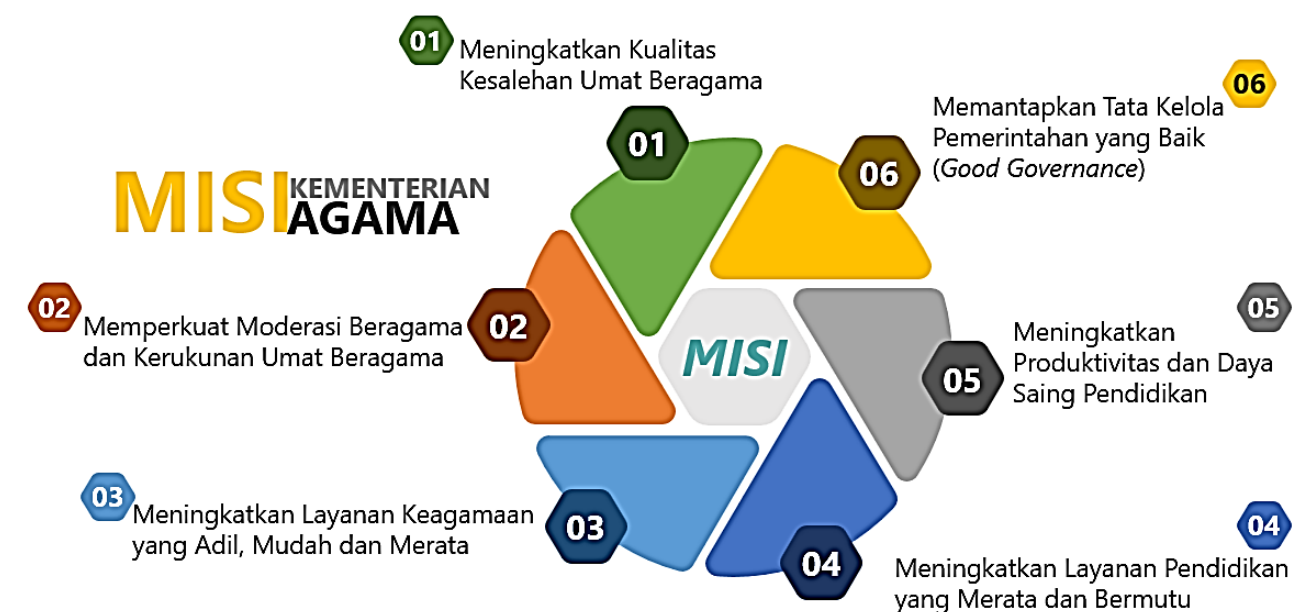 MISI KEMENTERIAN
AGAMA
01
Meningkatkan Kualitas
Kesalehan Umat Beragama
01
02
Memperkuat Moderasi Beragama
dan Kerukunan Umat Beragama
02
03
Meningkatkan Layanan Keagamaan
yang Adil, Mudah dan Merata
03
MISI
04
Meningkatkan Layanan Pendidikan
yang Merata dan Bermutu
04
05
Meningkatkan
Produktivitas dan Daya
Saing Pendidikan
05
06
Memantapkan Tata Kelola
Pemerintahan yang Baik
(Good Governance)
06